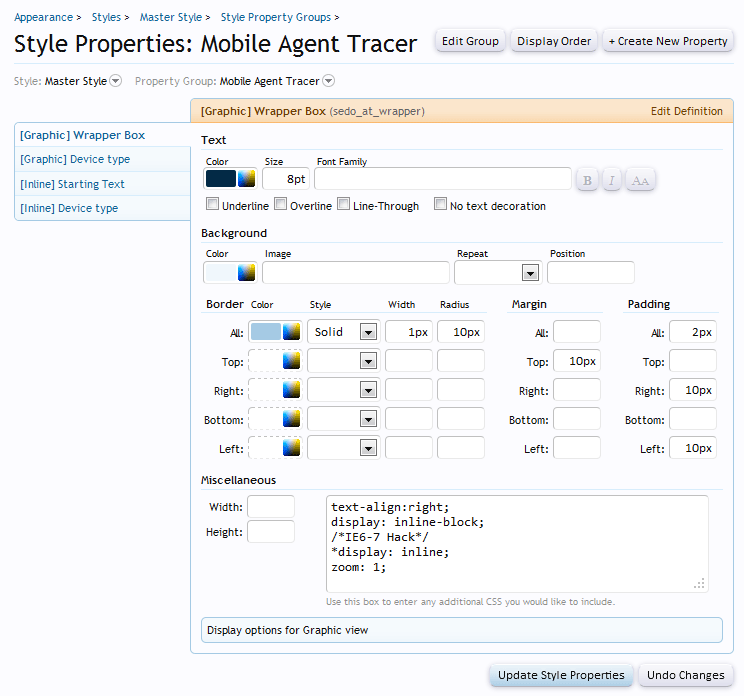 Appearance > Styles > Master Style > Style Property Groups >
Style Properties: Mobile Agent Tracer
Edit Group Display Order + Create New Property
Style: Master Style Property Group: Mobile Agent Tracer
[Graphic] Wrapper Box
[Graphic] Device type
[Inline] Starting Text
[Inline] Device type
[Graphic] Wrapper Box (sedo_at_wrapper) Edit Definition
Text
Color Size Font Family
8pt B I AA
Underline Overline Line-Through No text decoration
Background
Color Image Repeat Position
Border Color Style Width Radius Margin Padding
All: Solid 1px 10px All: All: 2px
Top: Top: 10px Top:
Right: Right: Right: 10px
Bottom: Bottom: Bottom:
Left: Left: Left: 10px
Miscellaneous
Width:
Height:
text-align:right;
display: inline-block;
/*IE6-7 Hack*/
*display: inline;
zoom: 1;
Use this box to enter any additional CSS you would like to include.
Display options for Graphic view
Update Style Properties Undo Changes